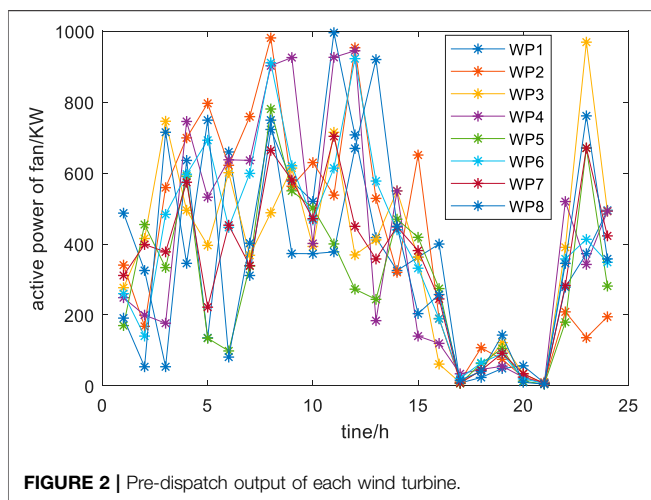 1000
800
600
400
200
0
active power of fan/KW
WP1
WP2
WP3
WP4
WP5
WP6
WP7
WP8
0 5 10 15 20 25
tine/h
FIGURE 2 | Pre-dispatch output of each wind turbine.